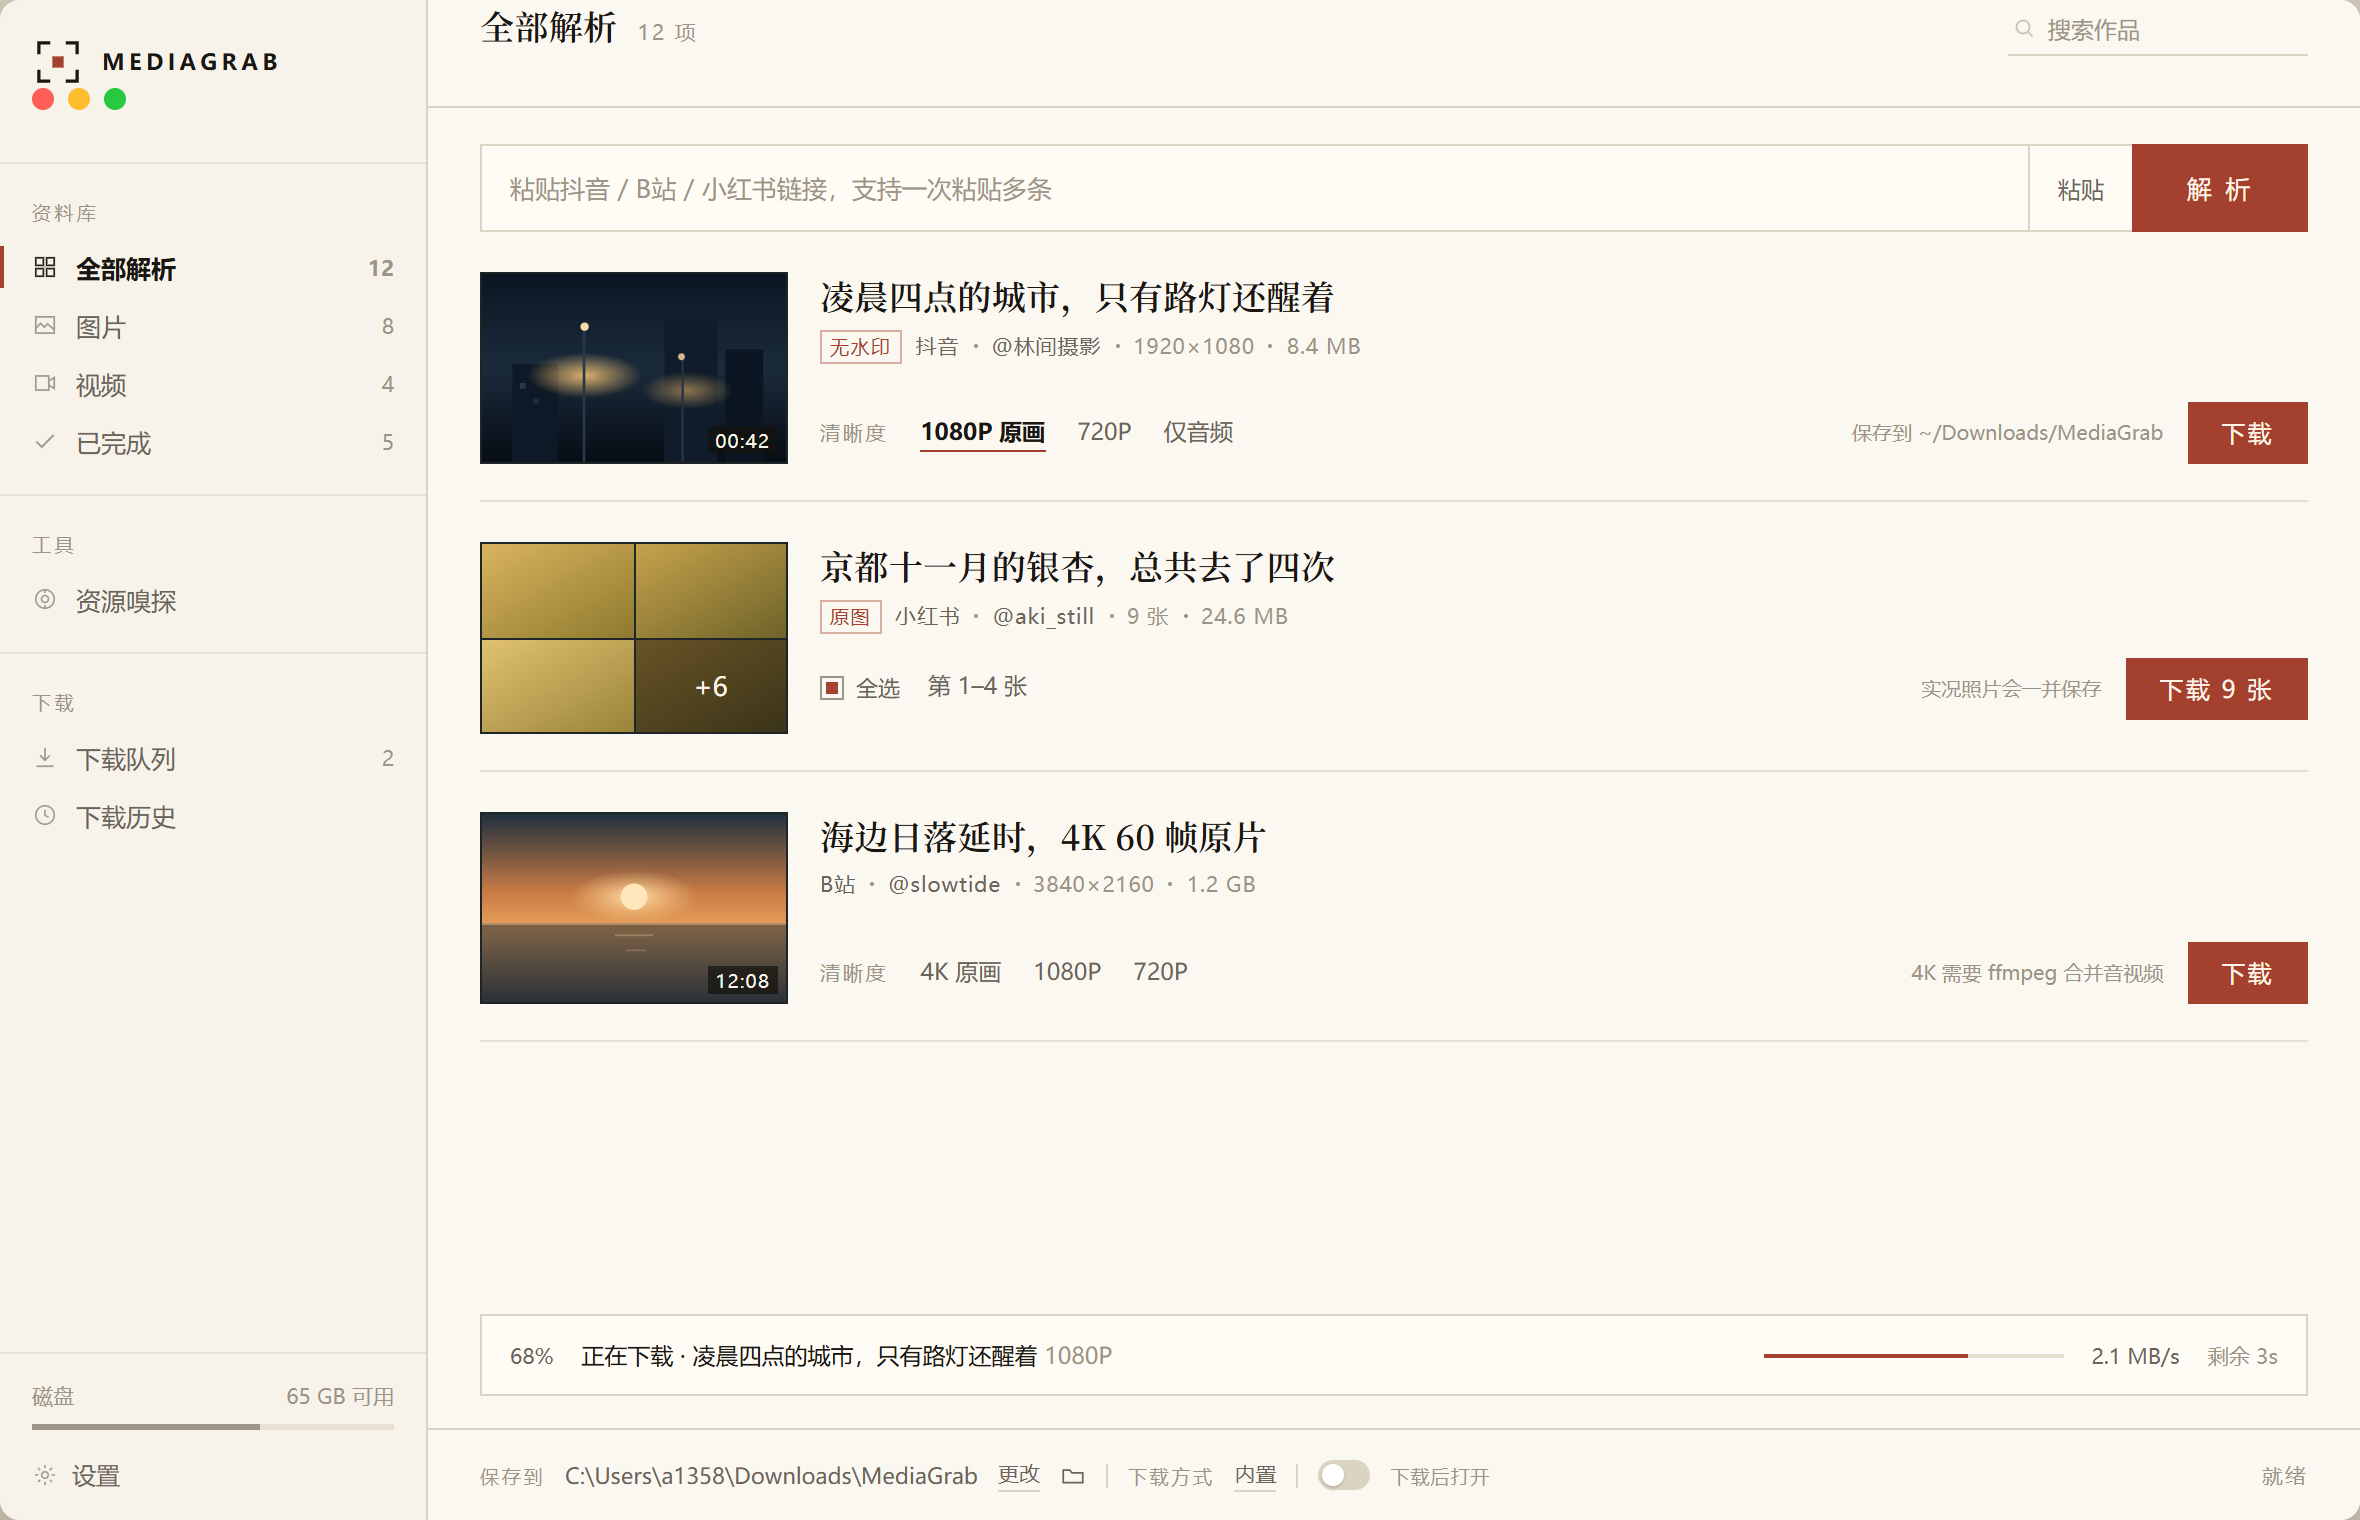 MEDIAGRAB
资料库
全部解析 12
图片 8
视频 4
已完成 5
工具
资源嗅探
下载
下载队列 2
下载历史
磁盘 65 GB 可用
设置
全部解析 12 项
搜索作品
粘贴抖音 / B站 / 小红书链接，支持一次粘贴多条
粘贴
解 析
00:42
凌晨四点的城市，只有路灯还醒着
无水印 抖音 · @林间摄影 · 1920×1080 · 8.4 MB
清晰度 1080P 原画 720P 仅音频
保存到 ~/Downloads/MediaGrab 下载
+6
京都十一月的银杏，总共去了四次
原图 小红书 · @aki_still · 9 张 · 24.6 MB
全选 第 1–4 张
实况照片会一并保存 下载 9 张
12:08
海边日落延时，4K 60 帧原片
B站 · @slowtide · 3840×2160 · 1.2 GB
清晰度 4K 原画 1080P 720P
4K 需要 ffmpeg 合并音视频 下载
68% 正在下载 · 凌晨四点的城市，只有路灯还醒着 1080P 2.1 MB/s 剩余 3s
保存到 C:\Users\a1358\Downloads\MediaGrab 更改 下载方式 内置 下载后打开 就绪